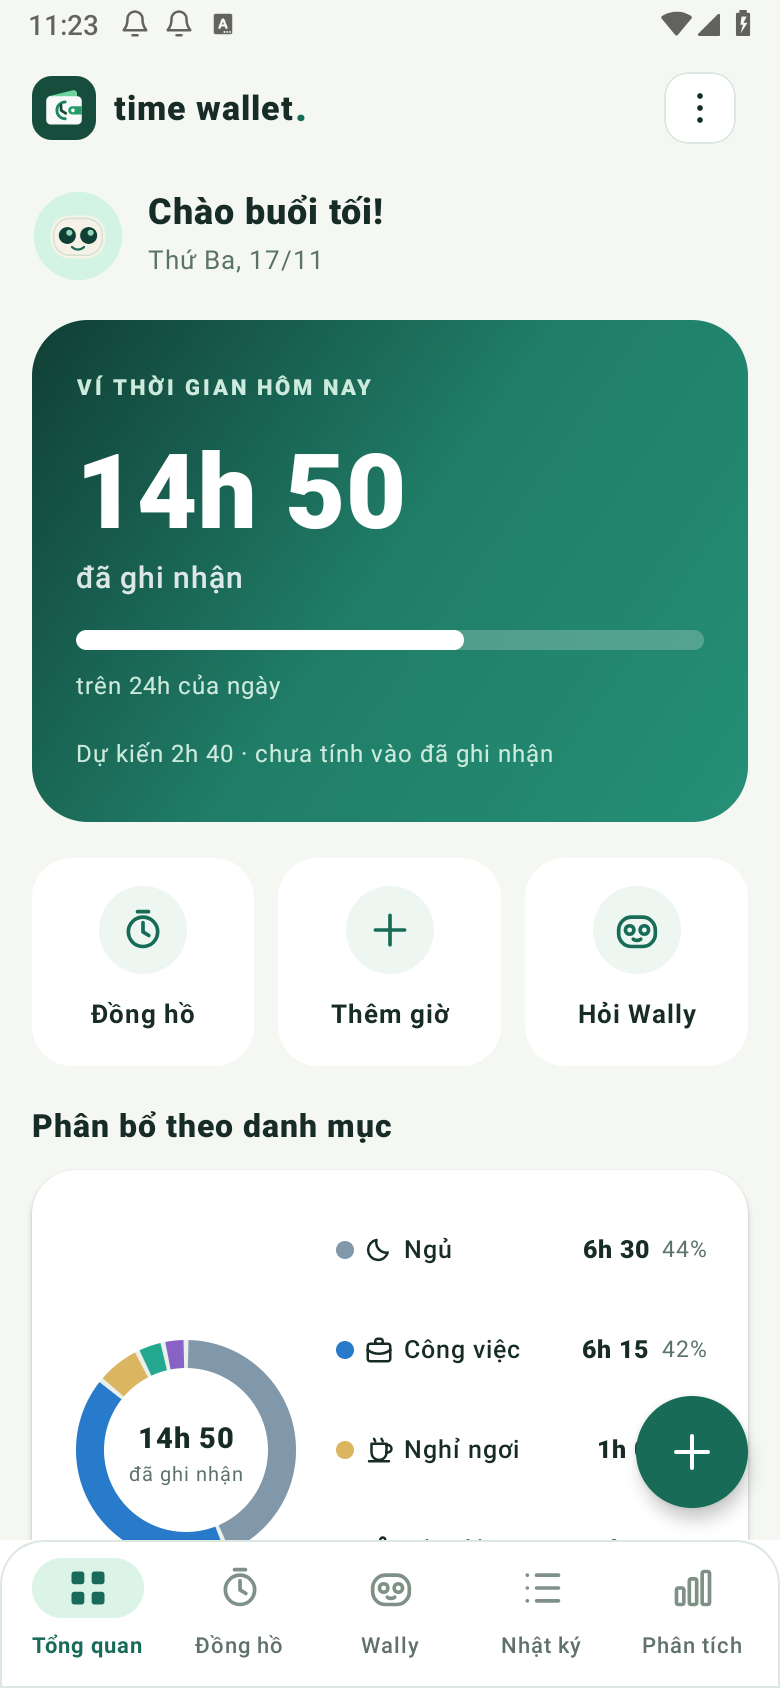 11:23
time wallet.
Chào buổi tối!
Thứ Ba, 17/11
VÍ THỜI GIAN HÔM NAY
14h 50
đã ghi nhận
trên 24h của ngày
Dự kiến 2h 40 · chưa tính vào đã ghi nhận
Đồng hồ
Thêm giờ
Hỏi Wally
Phân bổ theo danh mục
Ngủ 6h 30 44%
Công việc 6h 15 42%
14h 50
đã ghi nhận
Nghỉ ngơi 1h
Tổng quan
Đồng hồ
Wally
Nhật ký
Phân tích